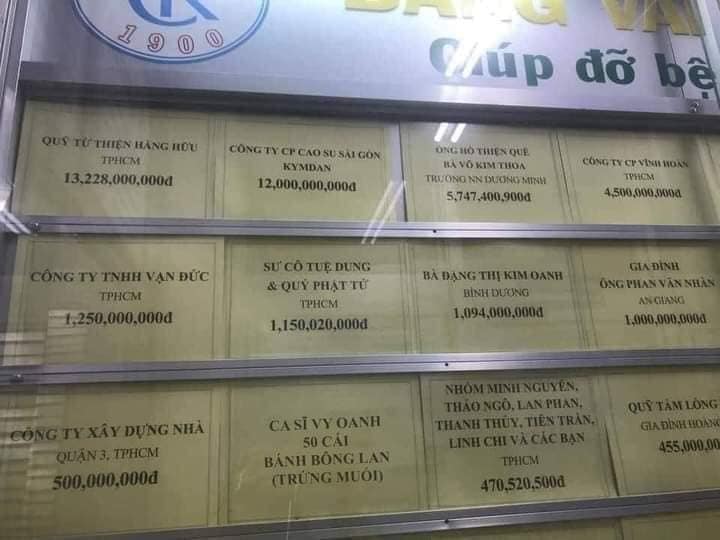 1900
BẢNG VÀ
Giúp đỡ bệ
QUỸ TỪ THIỆN HẰNG HỮU
TPHCM
13,228,000,000đ
CÔNG TY CP CAO SU SÀI GÒN
KYMDAN
12,000,000,000đ
ÔNG HỒ THIỆN QUÊ
BÀ VÕ KIM THOA
TRƯỜNG NN DƯƠNG MINH
5,747,400,900đ
CÔNG TY CP VĨNH HOÀN
TPHCM
4,500,000,000đ
CÔNG TY TNHH VẠN ĐỨC
TPHCM
1,250,000,000đ
SƯ CÔ TUỆ DUNG
& QUÝ PHẬT TỬ
TPHCM
1,150,020,000đ
BÀ ĐẶNG THỊ KIM OANH
BÌNH DƯƠNG
1,094,000,000đ
GIA ĐÌNH
ÔNG PHAN VĂN NHÀN
AN GIANG
1,000,000,000đ
CÔNG TY XÂY DỰNG NHÀ
QUẬN 3, TPHCM
500,000,000đ
CA SĨ VY OANH
50 CÁI
BÁNH BÔNG LAN
(TRỨNG MUỐI)
NHÓM MINH NGUYÊN,
THẢO NGÔ, LAN PHAN,
THANH THỦY, TIÊN TRẦN,
LINH CHI VÀ CÁC BẠN
TPHCM
470,520,500đ
QUỸ TẤM LÒNG
GIA ĐÌNH HOÀNG
455,000,00